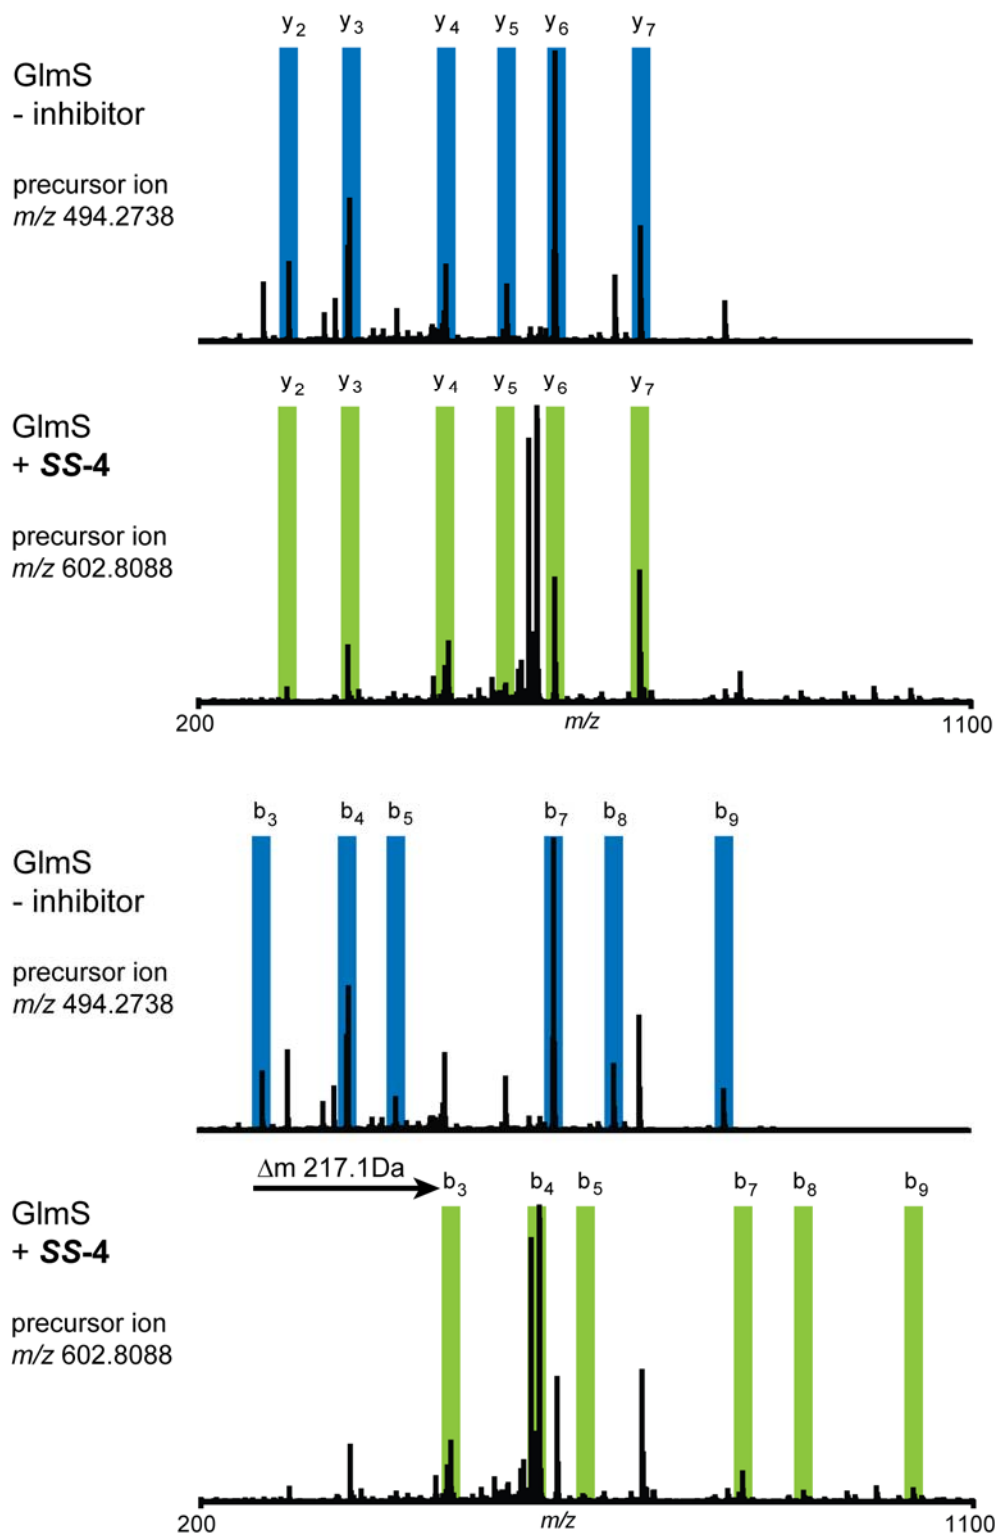 y2 y3 y4 y5 y6 y7
GlmS
- inhibitor
precursor ion
m/z 494.2738
y2 y3 y4 y5 y6 y7
GlmS
+ SS-4
precursor ion
m/z 602.8088
200 m/z 1100
b3 b4 b5 b7 b8 b9
GlmS
- inhibitor
precursor ion
m/z 494.2738
Δm 217.1Da
b3 b4 b5 b7 b8 b9
GlmS
+ SS-4
precursor ion
m/z 602.8088
200 m/z 1100